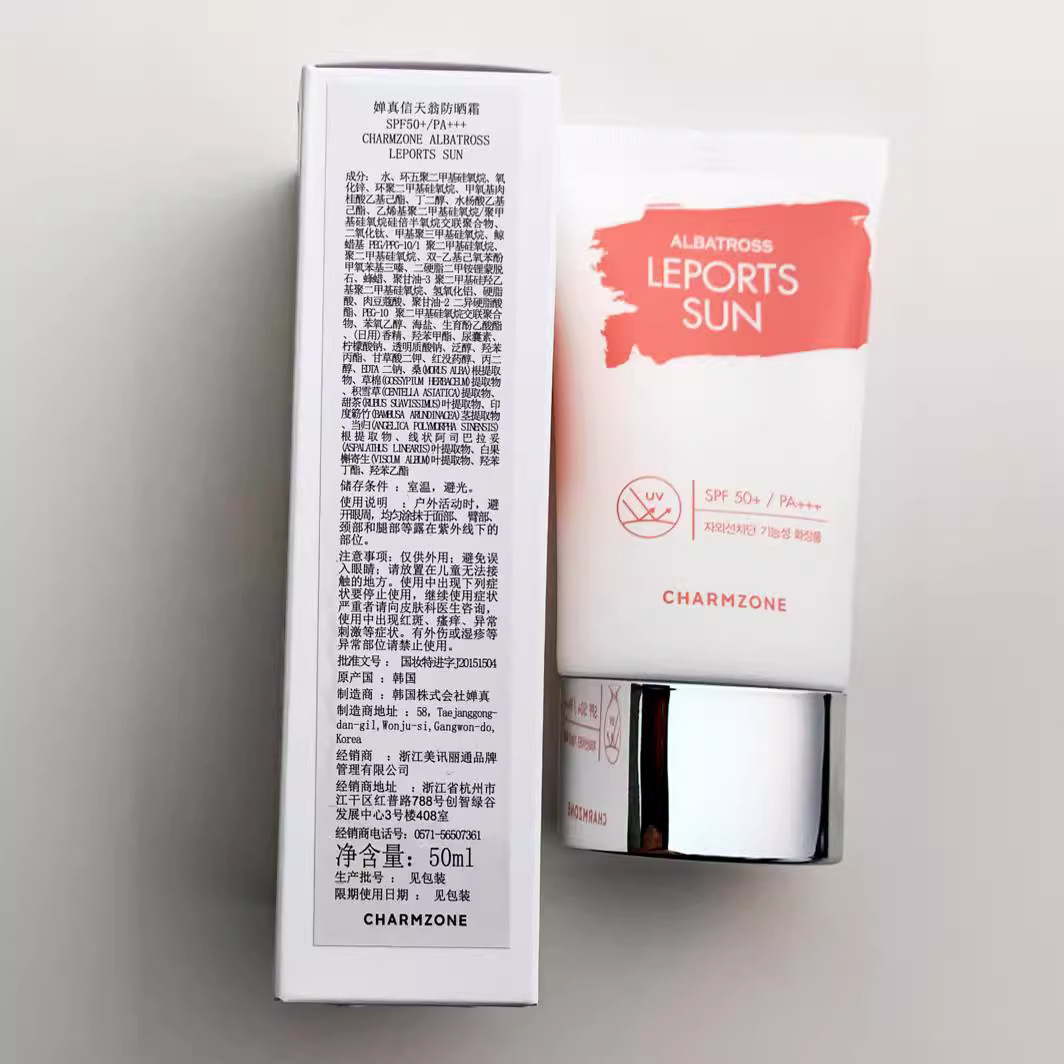 婵真信天翁防晒霜
SPF50+/PA+++
CHARMZONE ALBATROSS
LEPORTS SUN
成分： 水、环五聚二甲基硅氧烷、氧
化锌、环聚二甲基硅氧烷、甲氧基肉
桂酸乙基己酯、丁二醇、水杨酸乙基
己酯、乙烯基聚二甲基硅氧烷/聚甲
基硅氧烷硅倍半氧烷交联聚合物、
二氧化钛、甲基聚三甲基硅氧烷、鲸
蜡基 PEG/PPG-10/1 聚二甲基硅氧烷、
聚二甲基硅氧烷、双-乙基己氧苯酚
甲氧苯基三嗪、二硬脂二甲铵锂蒙脱
石、蜂蜡、聚甘油-3 聚二甲基硅氧羟乙
基聚二甲基硅氧烷、氢氧化铝、硬脂
酸、肉豆蔻酸、聚甘油-2 二异硬脂酸
酯、PEG-10 聚二甲基硅氧烷交联聚合
物、苯氧乙醇、海盐、生育酚乙酸酯
、(日用)香精、羟苯甲酯、尿囊素、
柠檬酸钠、透明质酸钠、泛醇、羟苯
丙酯、甘草酸二钾、红没药醇、丙二
醇、EDTA 二钠、桑(MORUS ALBA)根提取
物、草棉(GOSSYPIUM HERBACEUM)提取物
、积雪草(CENTELLA ASIATICA)提取物、
甜茶(RUBUS SUAVISSIMUS)叶提取物、印
度簕竹(BAMBUSA ARUNDINACEA)茎提取物
、当归(ANGELICA POLYMORPHA SINENSIS)
根提取物、线状阿司巴拉妥
(ASPALATHUS LINEARIS)叶提取物、白果
槲寄生(VISCUM ALBUM)叶提取物、羟苯
丁酯、羟苯乙酯
储存条件 ：室温，避光。
使用说明 ：户外活动时，避
开眼周，均匀涂抹于面部、 臂部、
颈部和腿部等露在紫外线下的
部位。
注意事项：仅供外用；避免误
入眼睛；请放置在儿童无法接
触的地方。使用中出现下列症
状要停止使用，继续使用症状
严重者请向皮肤科医生咨询，
使用中出现红斑、瘙痒、异常
刺激等症状。有外伤或湿疹等
异常部位请禁止使用。
批准文号： 国妆特进字J20151504
原产国 ：韩国
制造商 ：韩国株式会社婵真
制造商地址 ：58, Taejanggong-
dan-gil,Wonju-si,Gangwon-do,
Korea
经销商 ：浙江美讯丽通品牌
管理有限公司
经销商地址 ：浙江省杭州市
江干区红普路788号创智绿谷
发展中心3号楼408室
经销商电话号：0571-56507361
净含量：50ml
生产批号 ： 见包装
限期使用日期 ： 见包装
CHARMZONE
ALBATROSS
LEPORTS
SUN
UV
SPF 50+ / PA+++
자외선차단 기능성 화장품
CHARMZONE